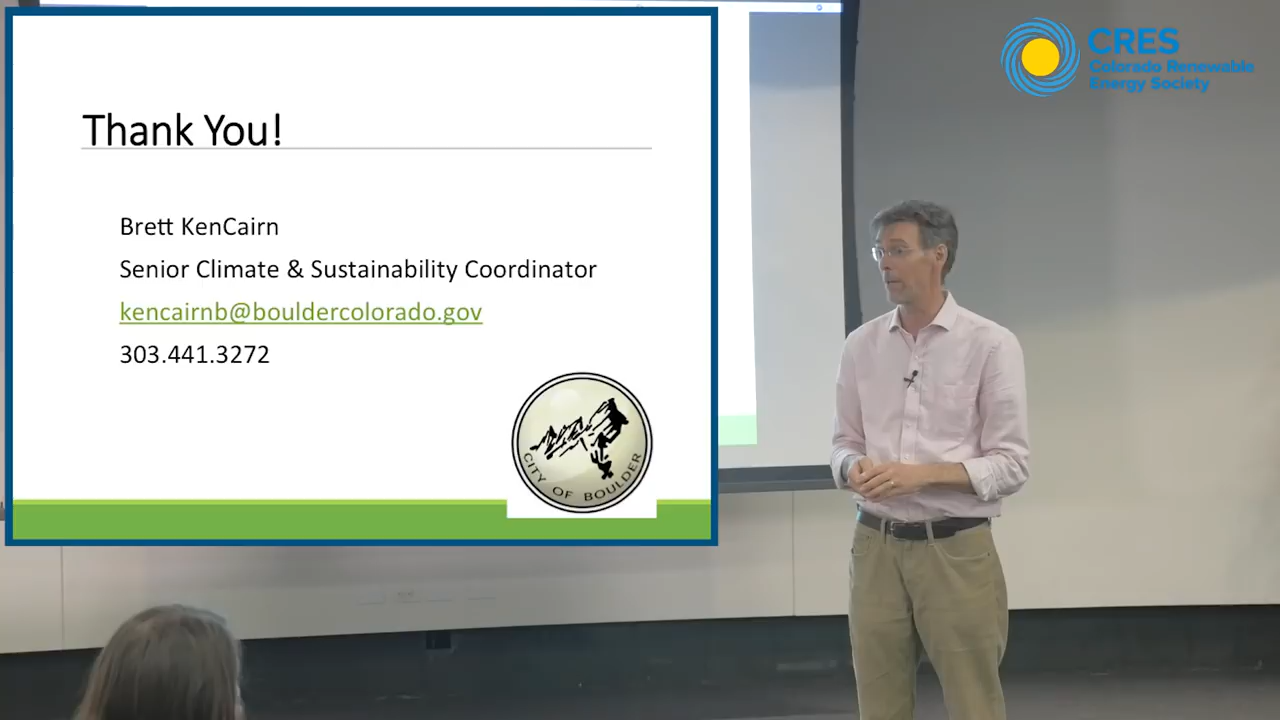 Thank You!
Brett KenCairn
Senior Climate & Sustainability Coordinator
kencairnb@bouldercolorado.gov
303.441.3272
CITY OF BOULDER
CRES
Colorado Renewable
Energy Society